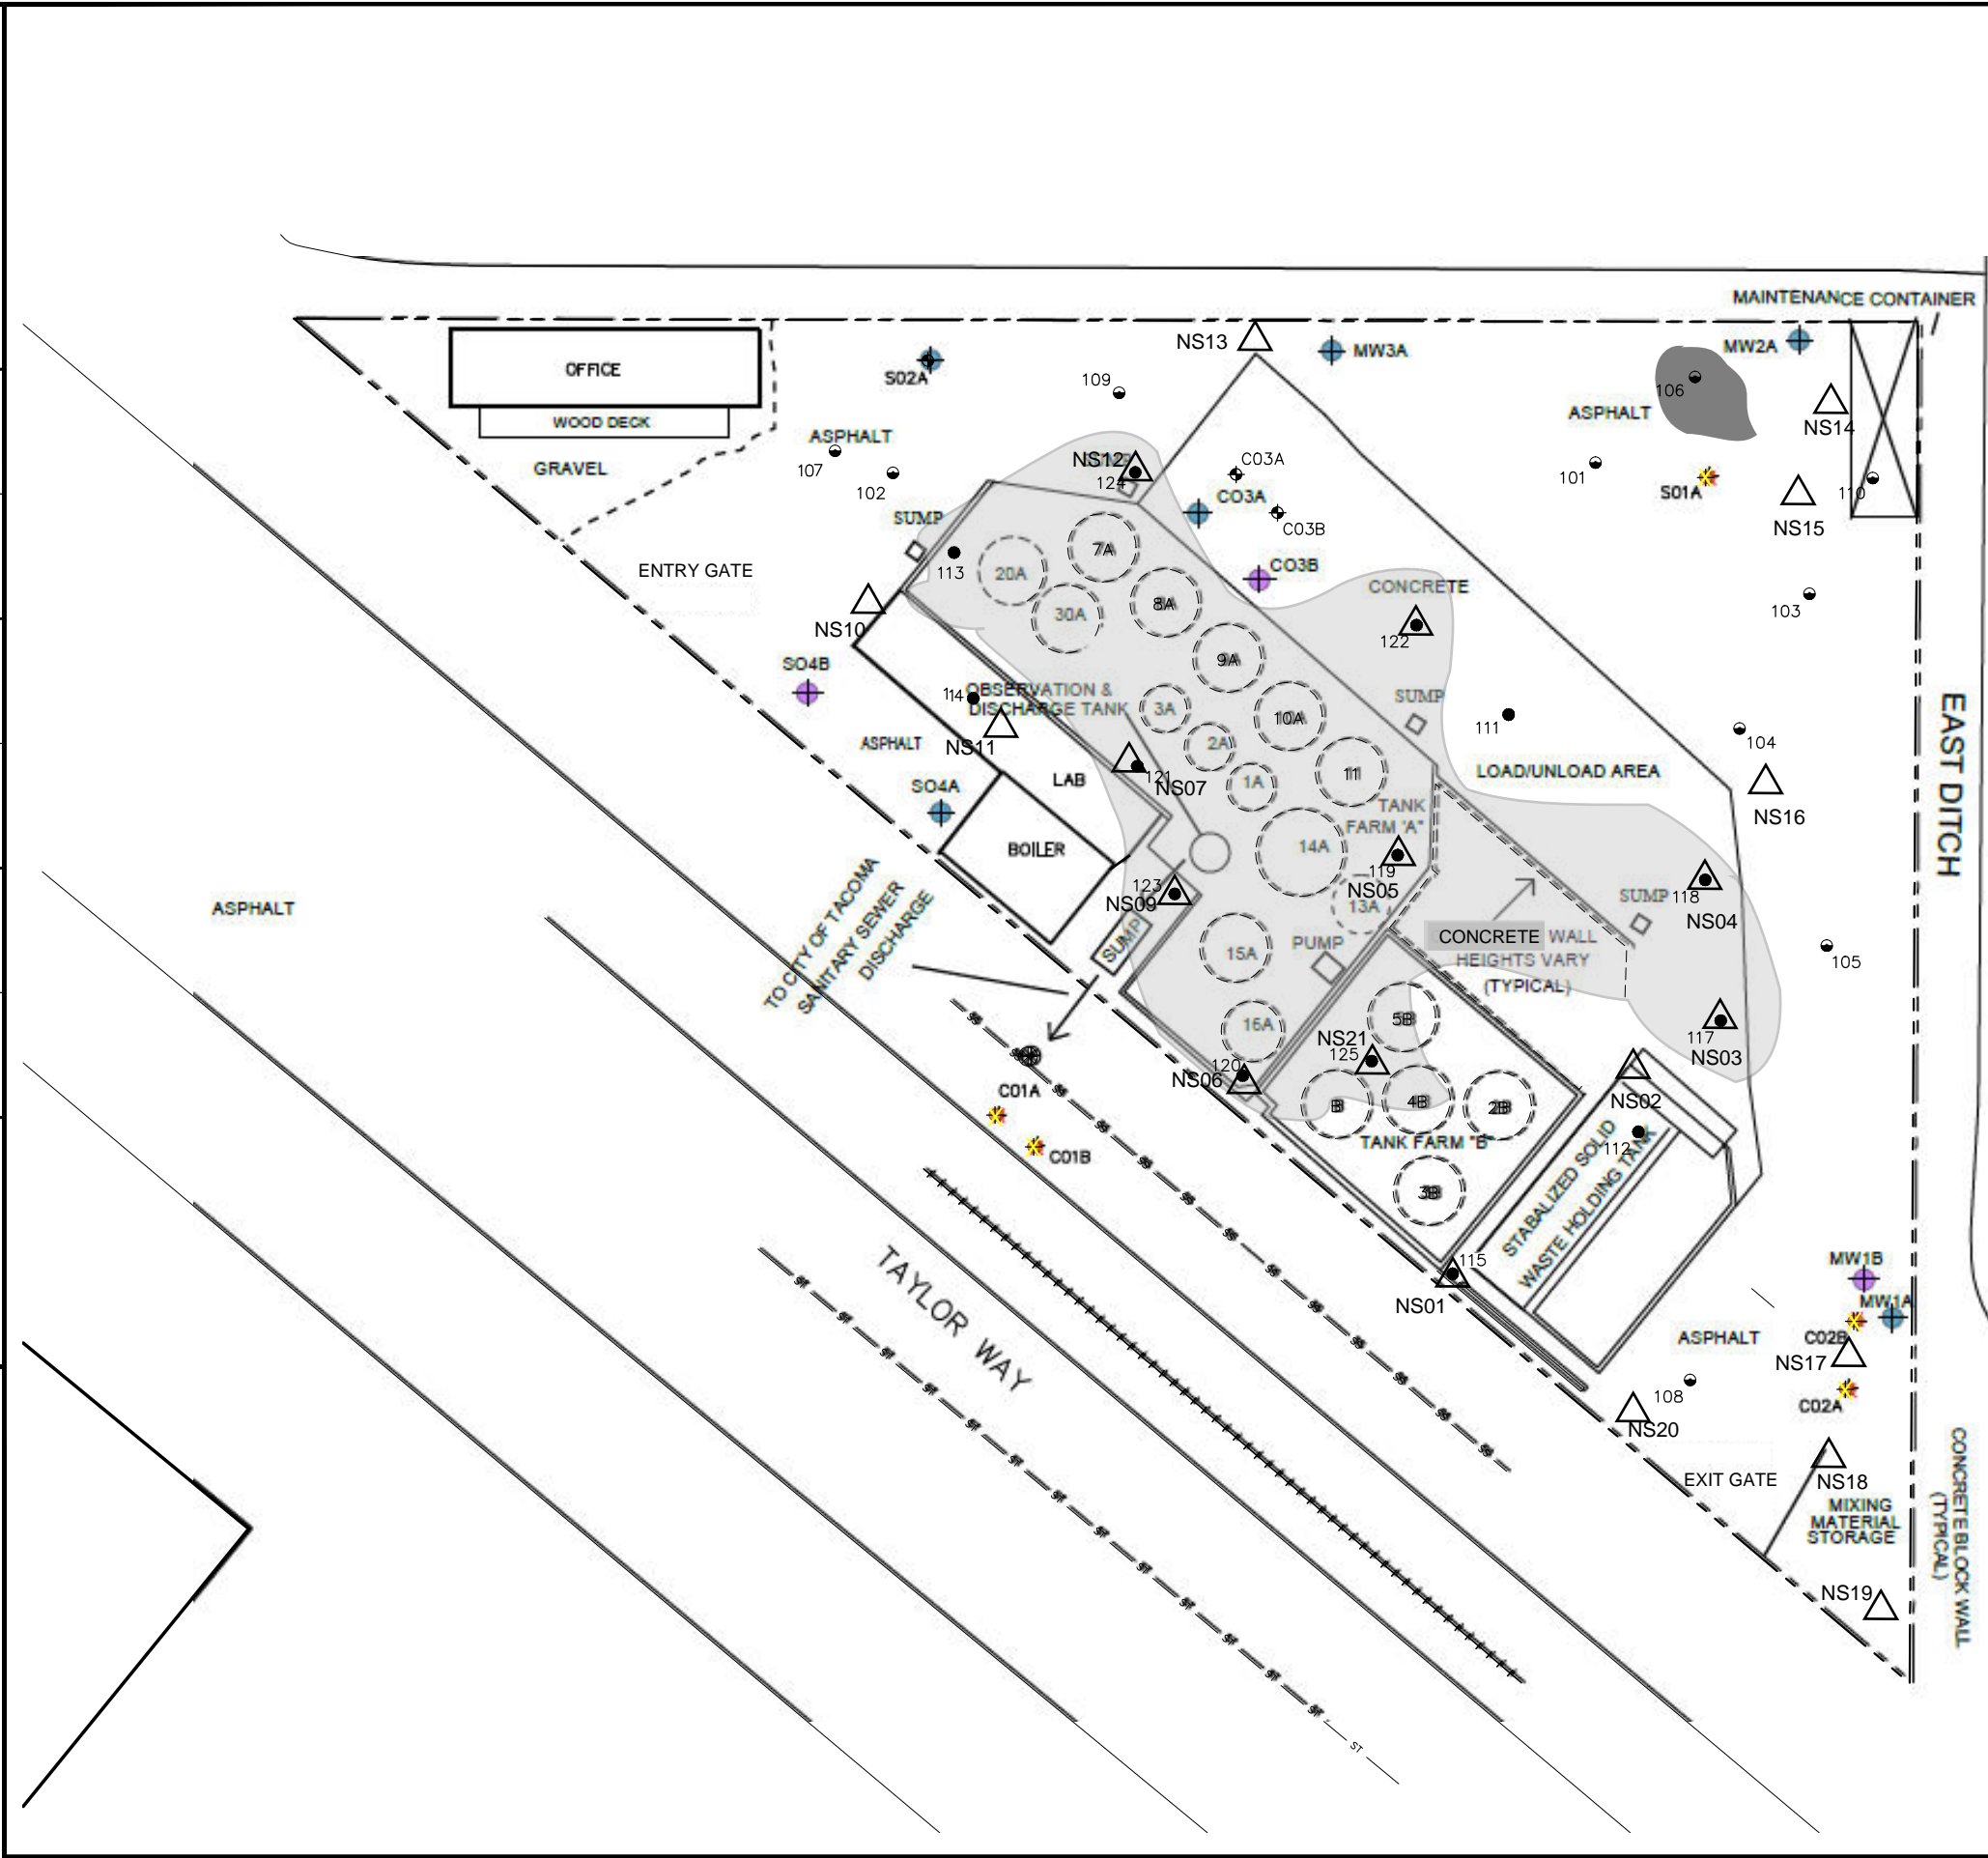 MAINTENANCE CONTAINER
NS13
MW3A
MW2A
OFFICE
S02A
109
106
ASPHALT
NS14
WOOD DECK
ASPHALT
107
102
GRAVEL
NS12
124
C03A
CO3A
C03B
101
S01A
110
NS15
SUMP
113
20A
7A
ENTRY GATE
CO3B
CONCRETE
8A
30A
122
103
NS10
SO4B
9A
114
OBSERVATION &
DISCHARGE TANK
3A
10A
SUMP
111
104
EAST DITCH
NS11
ASPHALT
2A
11
LOAD/UNLOAD AREA
LAB
121
NS07
1A
NS16
SO4A
TANK
FARM "A"
BOILER
14A
119
NS05
123
NS09
13A
SUMP
118
NS04
ASPHALT
TO CITY OF TACOMA
SANITARY SEWER
DISCHARGE
SUMP
15A
PUMP
CONCRETE WALL
HEIGHTS VARY
(TYPICAL)
105
16A
5B
NS21
125
117
NS03
120
NS06
NS02
C01A
B
4B
2B
C01B
TANK FARM "B"
112
STABALIZED SOLID
WASTE HOLDING TANK
3B
115
NS01
TAYLOR WAY
MW1B
MW1A
C02B
ASPHALT
NS17
108
C02A
NS20
EXIT GATE
NS18
MIXING
MATERIAL
STORAGE
CONCRETE BLOCK WALL
(TYPICAL)
NS19
ST